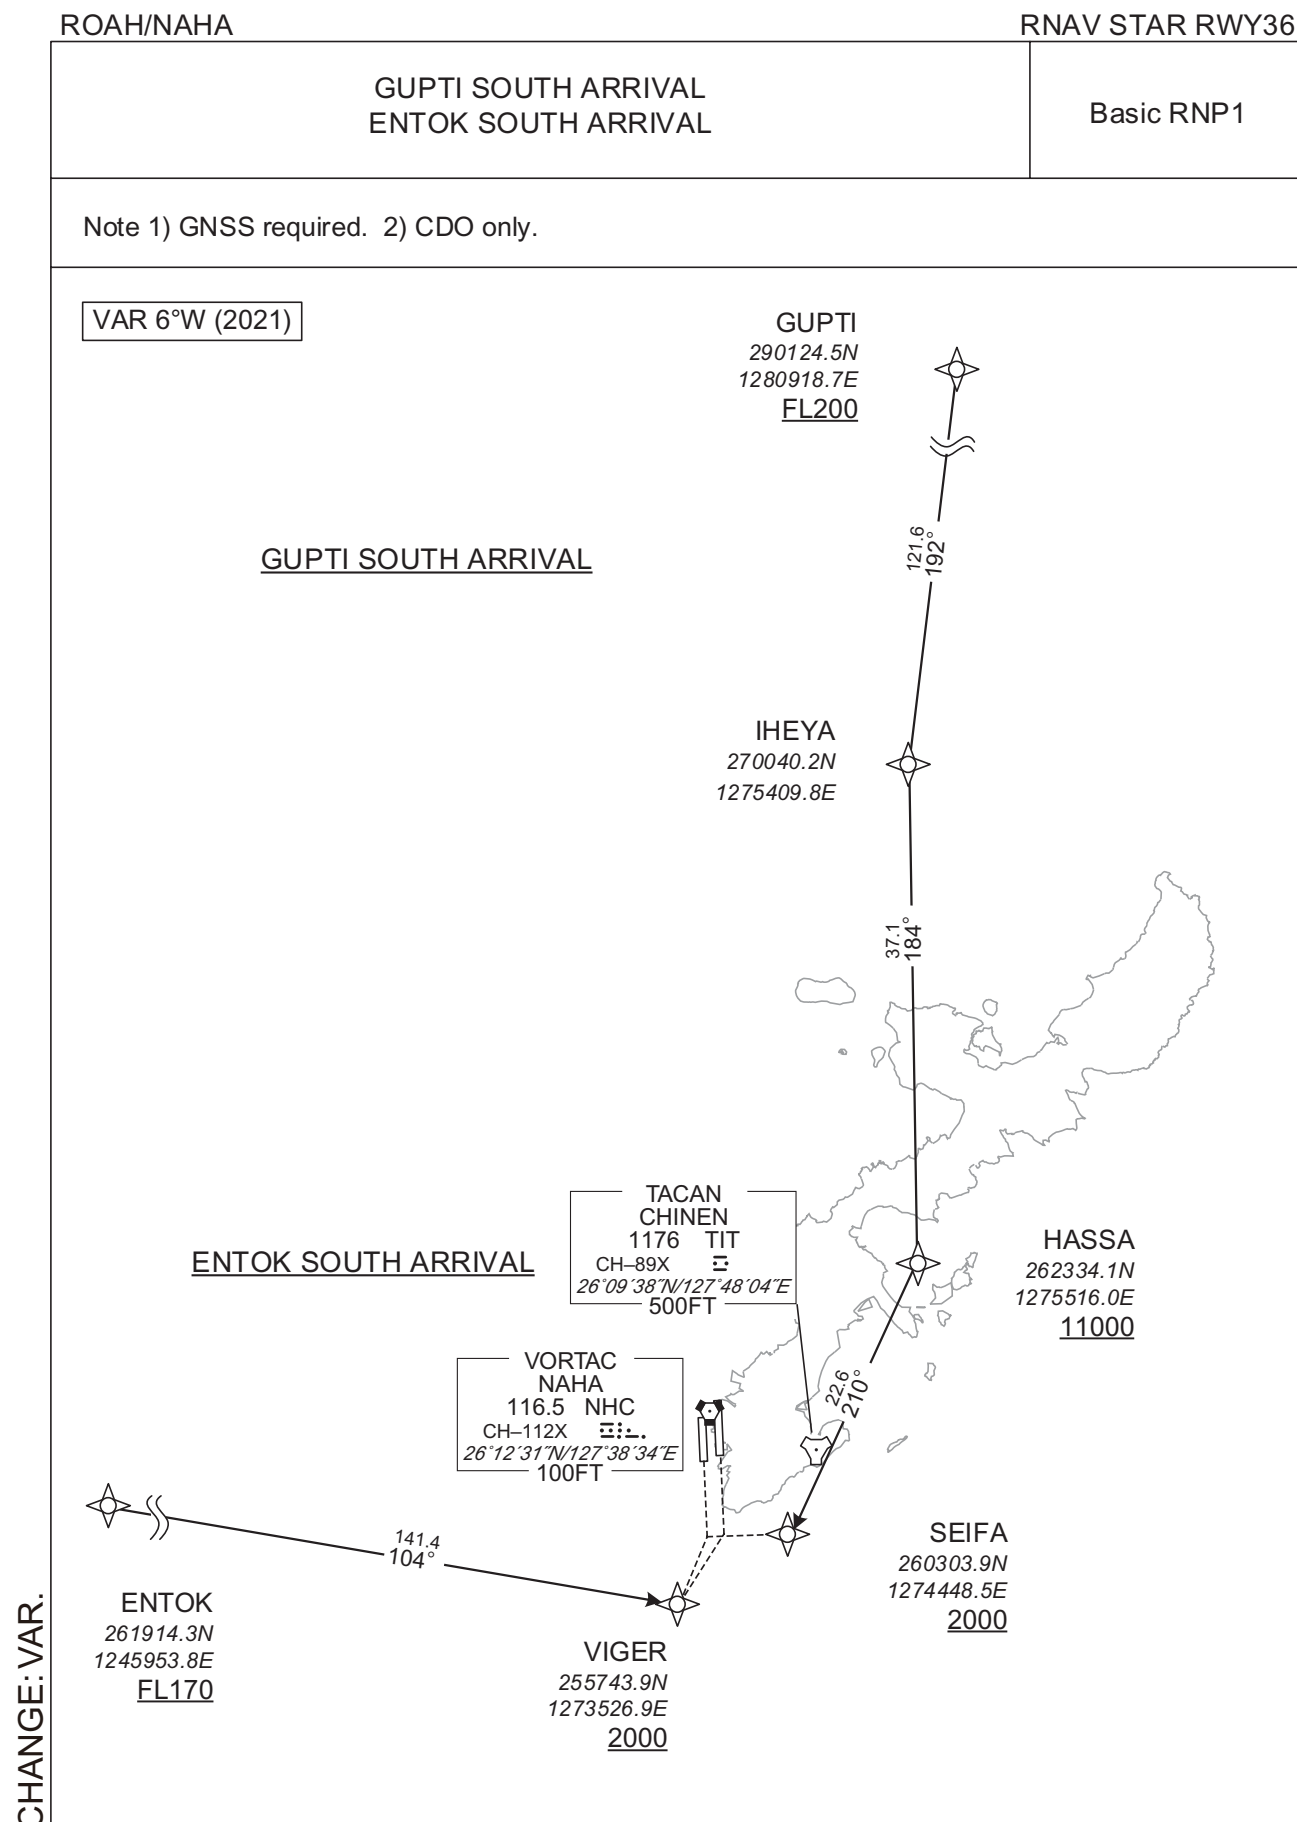 ROAH/NAHA
RNAV STAR RWY36
GUPTI SOUTH ARRIVAL
ENTOK SOUTH ARRIVAL
Basic RNP1
Note 1) GNSS required.  2) CDO only.
VAR 6°W (2021)
GUPTI
290124.5N
1280918.7E
FL200
121.6
192°
GUPTI SOUTH ARRIVAL
IHEYA
270040.2N
1275409.8E
37.1
184°
TACAN
CHINEN
1176 TIT
CH–89X
26°09´38˝N/127°48´04˝E
500FT
ENTOK SOUTH ARRIVAL
HASSA
262334.1N
1275516.0E
11000
VORTAC
NAHA
116.5 NHC
CH–112X
26°12´31˝N/127°38´34˝E
100FT
22.6
210°
141.4
104°
SEIFA
260303.9N
1274448.5E
2000
ENTOK
261914.3N
1245953.8E
FL170
VIGER
255743.9N
1273526.9E
2000
CHANGE: VAR.